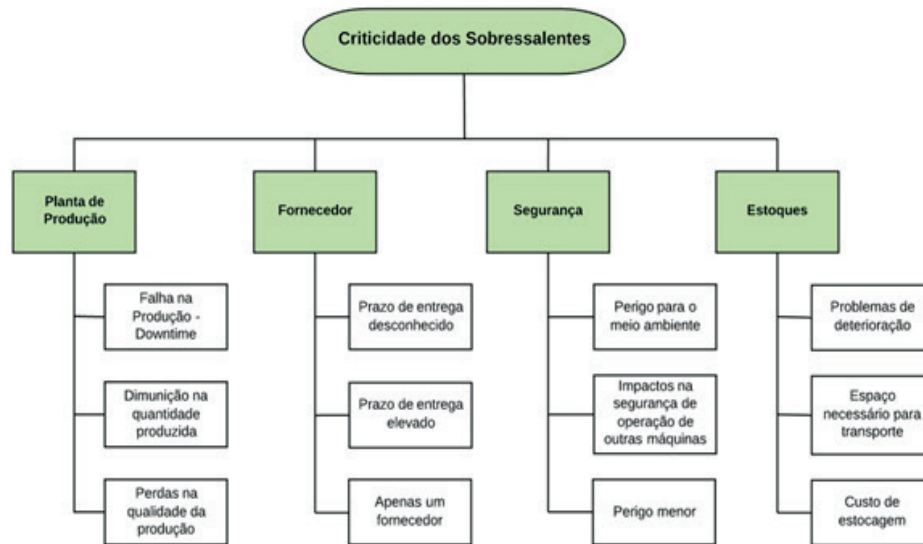 Criticidade dos Sobressalentes
Planta de
Produção
Fornecedor
Segurança
Estoques
Falha na
Produção -
Downtime
Prazo de entrega
desconhecido
Perigo para o
meio ambiente
Problemas de
deterioração
Dimunição na
quantidade
produzida
Prazo de entrega
elevado
Impactos na
segurança de
operação de
outras máquinas
Espaço
necessário para
transporte
Perdas na
qualidade da
produção
Apenas um
fornecedor
Perigo menor
Custo de
estocagem